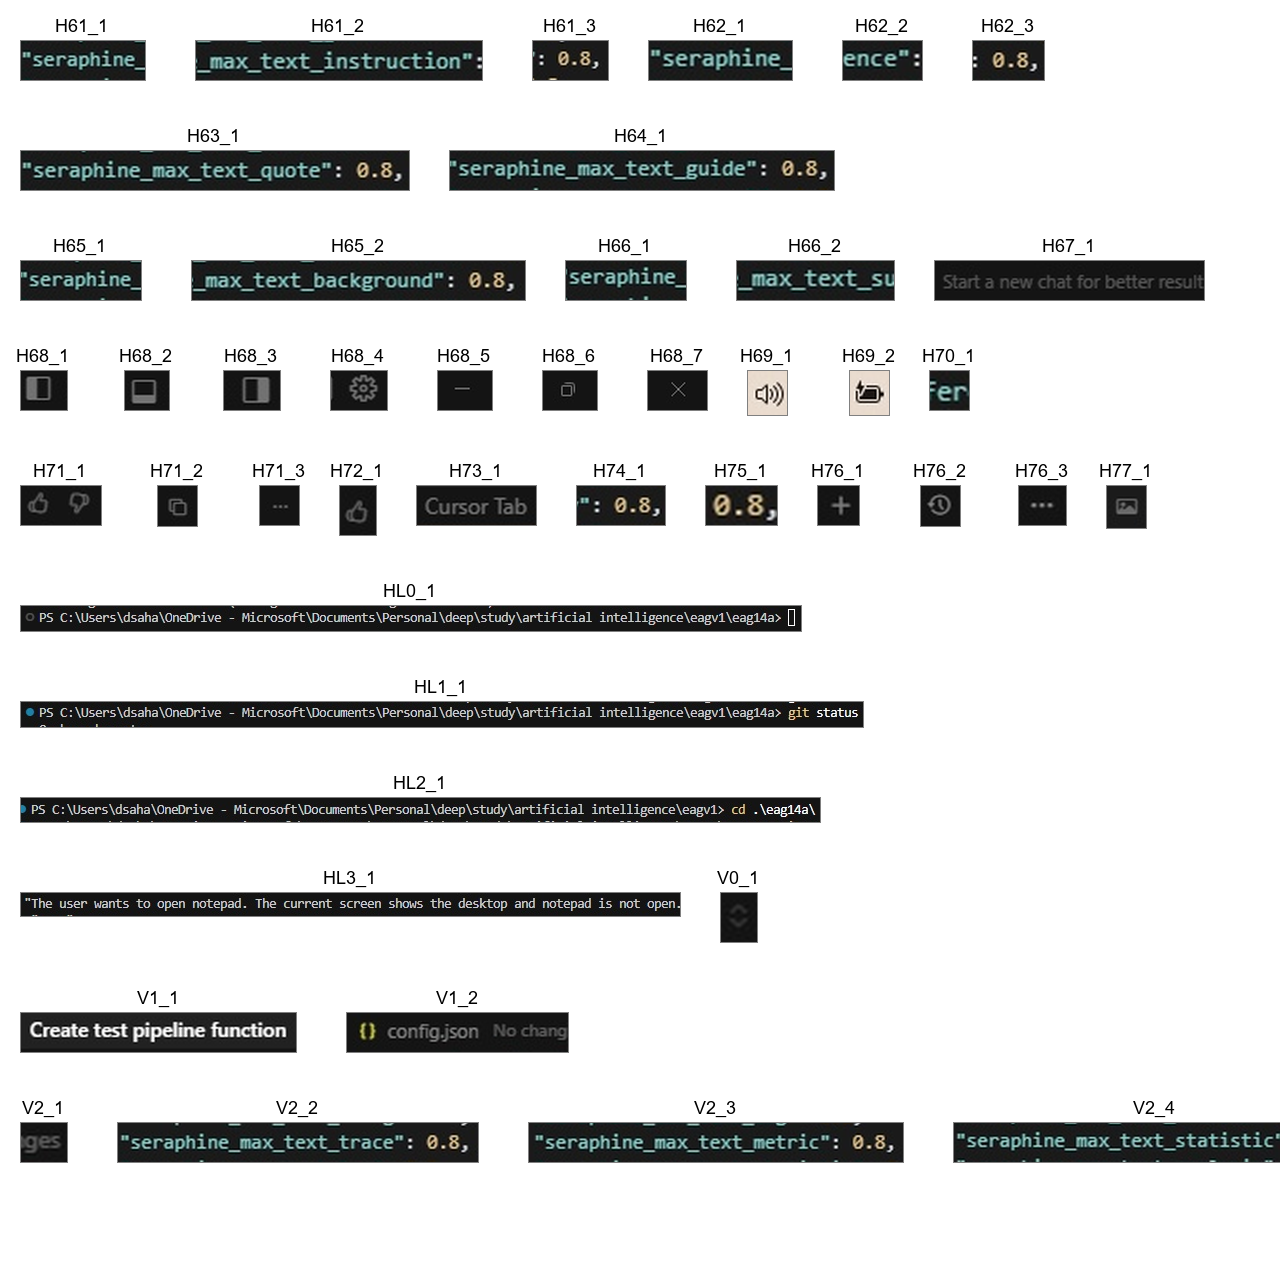 H61_1 H61_2 H61_3 H62_1 H62_2 H62_3
"seraphine_ _max_text_instruction": ": 0.8, "seraphine_ ence": : 0.8,
H63_1 H64_1
"seraphine_max_text_quote": 0.8, "seraphine_max_text_guide": 0.8,
H65_1 H65_2 H66_1 H66_2 H67_1
"seraphine_ _max_text_background": 0.8, "seraphine_ _max_text_su Start a new chat for better result
H68_1 H68_2 H68_3 H68_4 H68_5 H68_6 H68_7 H69_1 H69_2 H70_1
fer
H71_1 H71_2 H71_3 H72_1 H73_1 H74_1 H75_1 H76_1 H76_2 H76_3 H77_1
Cursor Tab ": 0.8, 0.8,
HL0_1
PS C:\Users\dsaha\OneDrive - Microsoft\Documents\Personal\deep\study\artificial intelligence\eagv1\eag14a>
HL1_1
PS C:\Users\dsaha\OneDrive - Microsoft\Documents\Personal\deep\study\artificial intelligence\eagv1\eag14a> git status
HL2_1
PS C:\Users\dsaha\OneDrive - Microsoft\Documents\Personal\deep\study\artificial intelligence\eagv1> cd .\eag14a\
HL3_1 V0_1
"The user wants to open notepad. The current screen shows the desktop and notepad is not open.
V1_1 V1_2
Create test pipeline function {} config.json No chang
V2_1 V2_2 V2_3 V2_4
ges "seraphine_max_text_trace": 0.8, "seraphine_max_text_metric": 0.8, "seraphine_max_text_statistic"